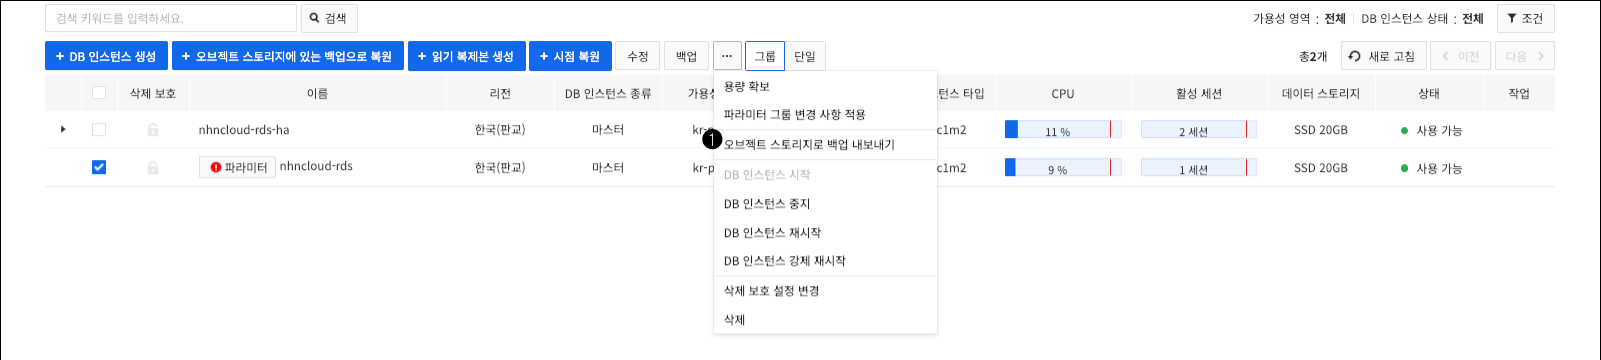 검색 키워드를 입력하세요. 검색 가용성 영역 : 전체 DB 인스턴스 상태 : 전체 조건
+ DB 인스턴스 생성 + 오브젝트 스토리지에 있는 백업으로 복원 + 읽기 복제본 생성 + 시점 복원 수정 백업 ... 그룹 단일 총2개 새로 고침 < 이전 다음 >
삭제 보호 이름 리전 DB 인스턴스 종류 가용성 인스턴스 타입 CPU 활성 세션 데이터 스토리지 상태 작업
nhncloud-rds-ha 한국(판교) 마스터 kr-p c1m2 11 % 2 세션 SSD 20GB 사용 가능
파라미터 nhncloud-rds 한국(판교) 마스터 kr-p c1m2 9 % 1 세션 SSD 20GB 사용 가능
용량 확보
파라미터 그룹 변경 사항 적용
1 오브젝트 스토리지로 백업 내보내기
DB 인스턴스 시작
DB 인스턴스 중지
DB 인스턴스 재시작
DB 인스턴스 강제 재시작
삭제 보호 설정 변경
삭제